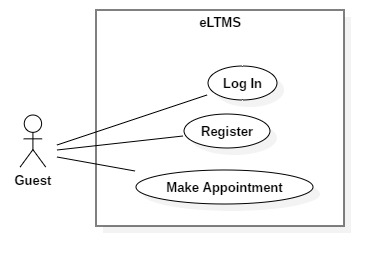 eLTMS
Log In
Register
Guest
Make Appointment